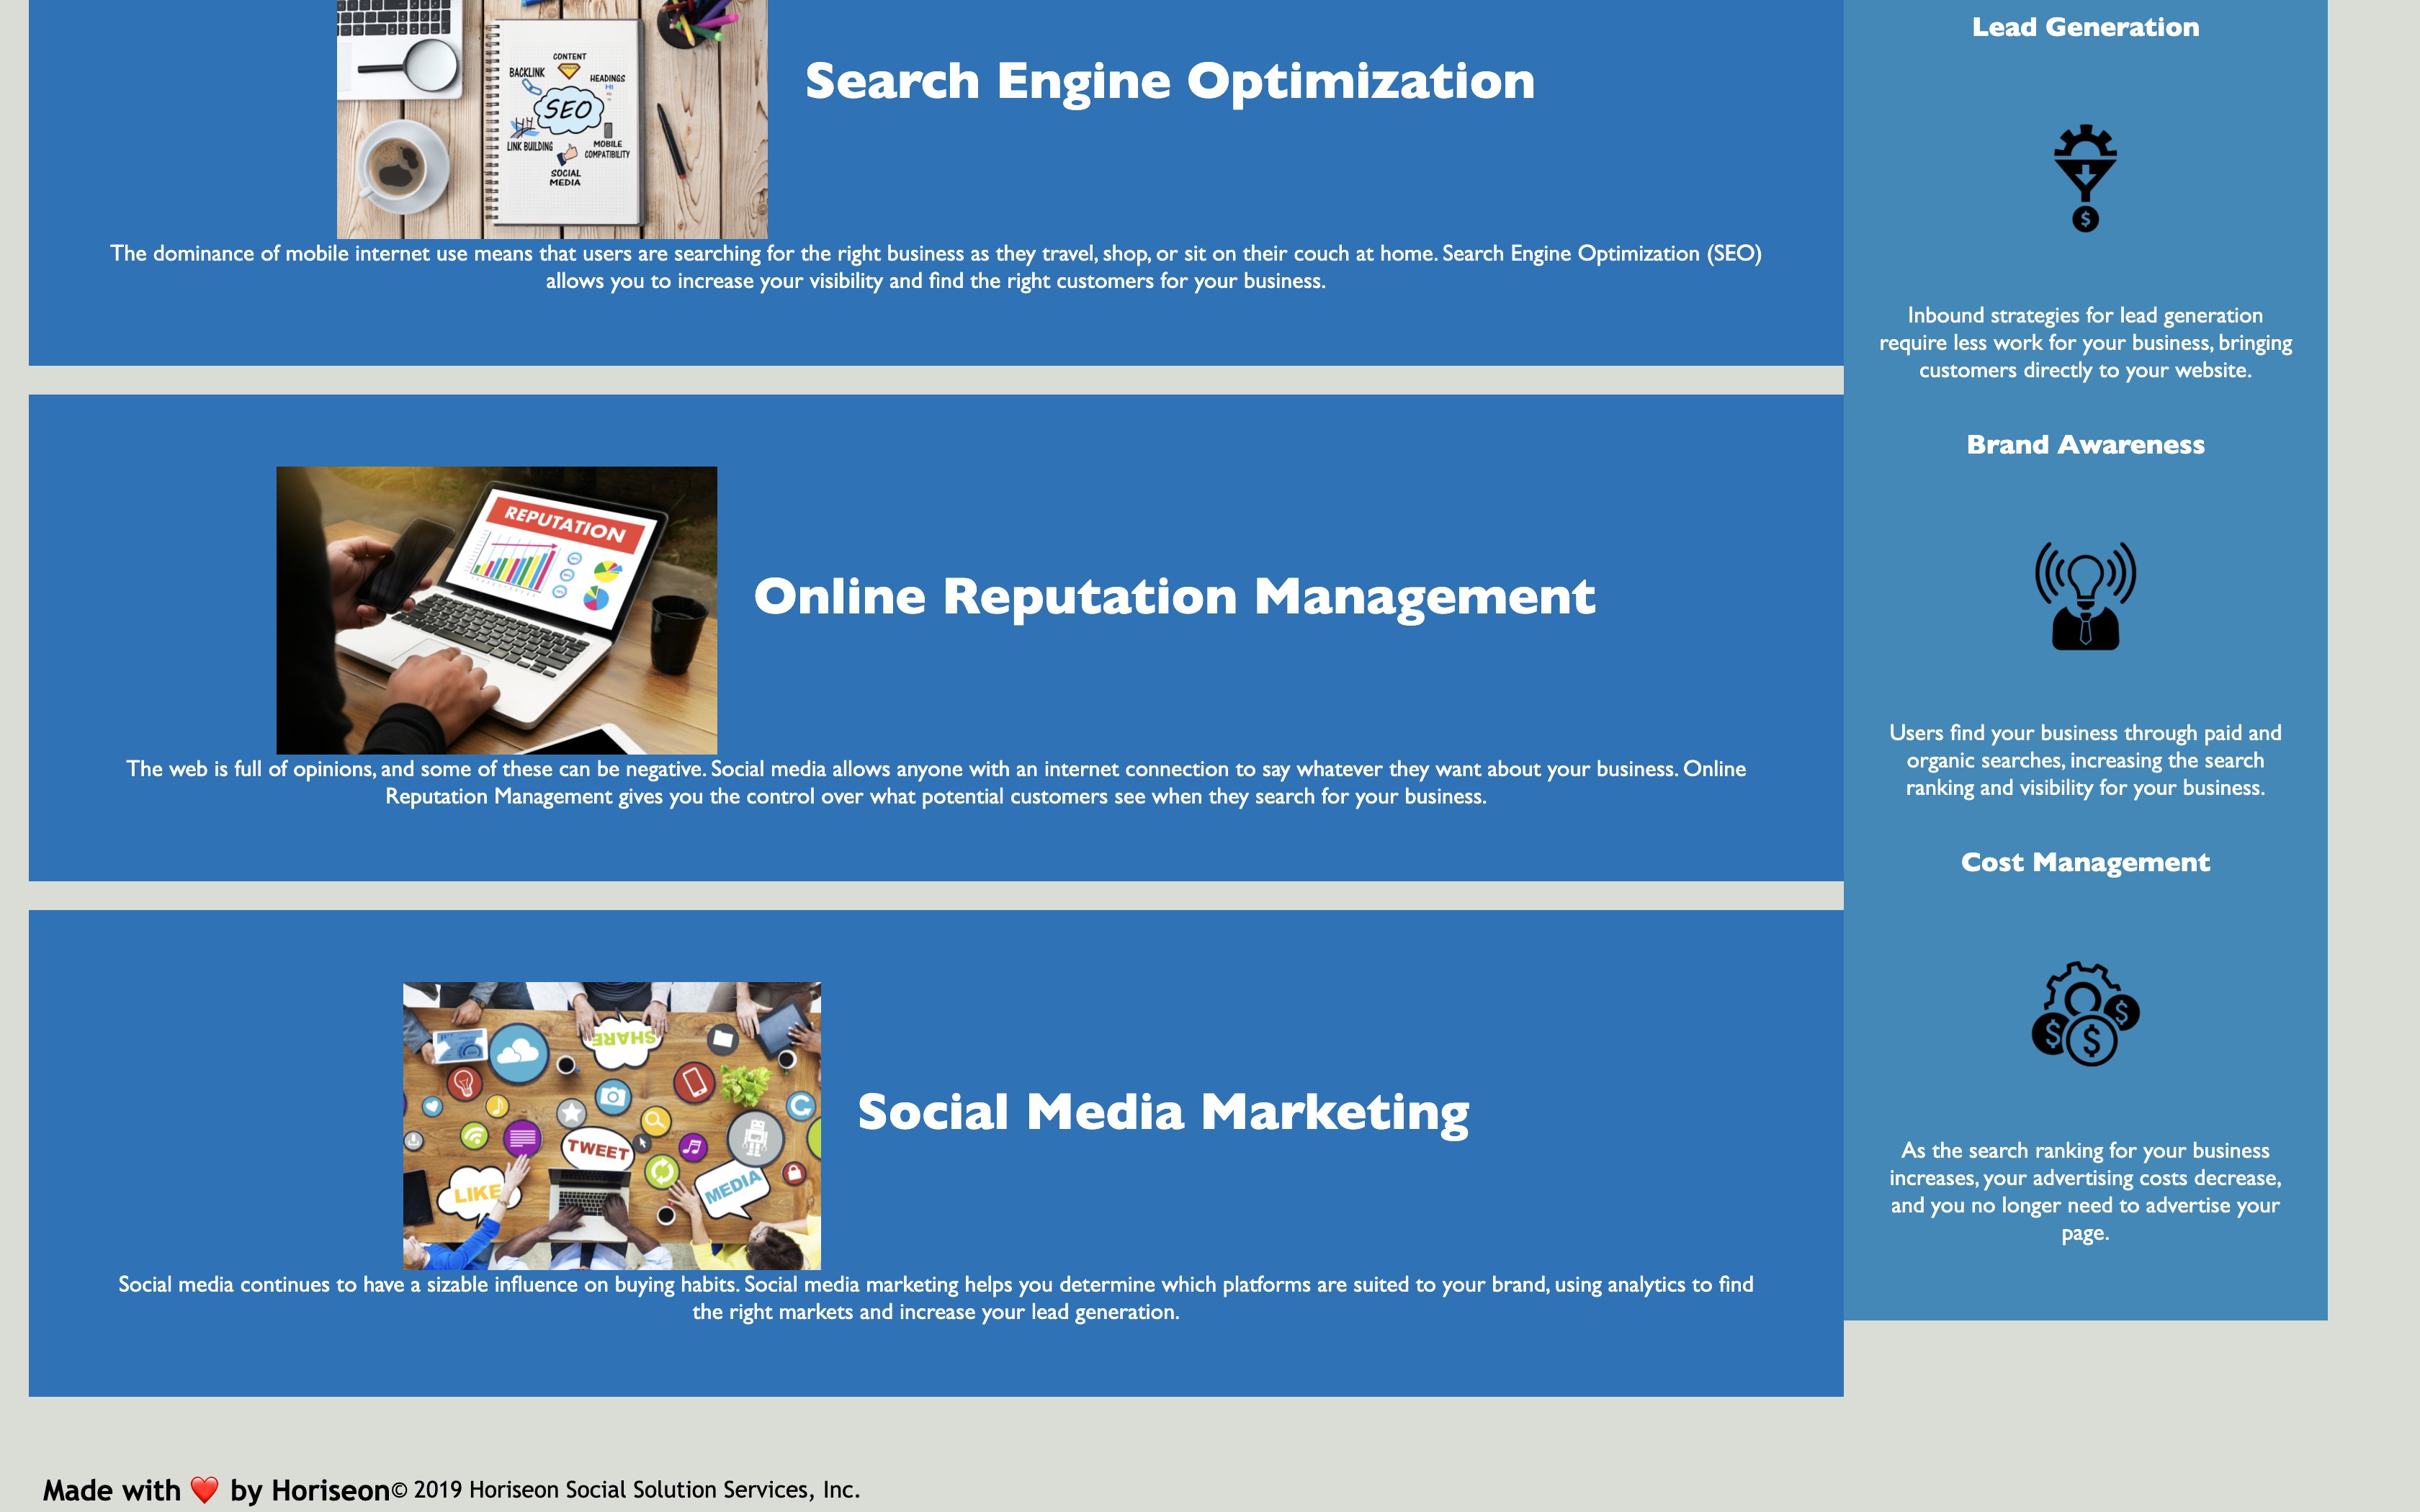 CONTENT
BACKLINK
HEADINGS
H1
SEO
LINK BUILDING
MOBILE
COMPATIBILITY
SOCIAL
MEDIA
Search Engine Optimization
The dominance of mobile internet use means that users are searching for the right business as they travel, shop, or sit on their couch at home. Search Engine Optimization (SEO)
allows you to increase your visibility and find the right customers for your business.
REPUTATION
Online Reputation Management
The web is full of opinions, and some of these can be negative. Social media allows anyone with an internet connection to say whatever they want about your business. Online
Reputation Management gives you the control over what potential customers see when they search for your business.
SHARE
TWEET
LIKE
MEDIA
Social Media Marketing
Social media continues to have a sizable influence on buying habits. Social media marketing helps you determine which platforms are suited to your brand, using analytics to find
the right markets and increase your lead generation.
Lead Generation
$
Inbound strategies for lead generation
require less work for your business, bringing
customers directly to your website.
Brand Awareness
Users find your business through paid and
organic searches, increasing the search
ranking and visibility for your business.
Cost Management
$ $ $
As the search ranking for your business
increases, your advertising costs decrease,
and you no longer need to advertise your
page.
Made with ❤️ by Horiseon© 2019 Horiseon Social Solution Services, Inc.